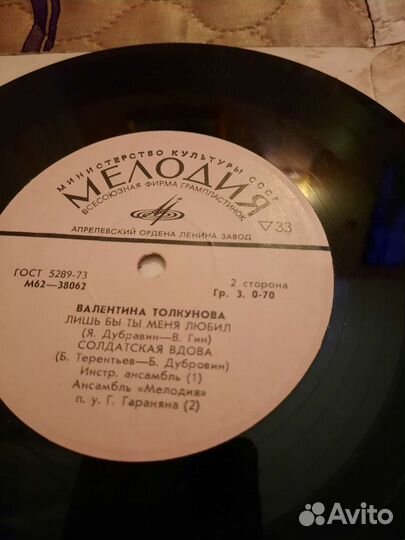 МИНИСТЕРСТВО КУЛЬТУРЫ СССР
МЕЛОДИЯ
ВСЕСОЮЗНАЯ ФИРМА ГРАМПЛАСТИНОК
▽33
АПРЕЛЕВСКИЙ ОРДЕНА ЛЕНИНА ЗАВОД
ГОСТ 5289-73
М62—38062
2 сторона
Гр. 3. 0-70
ВАЛЕНТИНА ТОЛКУНОВА
ЛИШЬ БЫ ТЫ МЕНЯ ЛЮБИЛ
(Я. Дубравин—В. Гин)
СОЛДАТСКАЯ ВДОВА
(Б. Терентьев—Б. Дубровин)
Инстр. ансамбль (1)
Ансамбль «Мелодия»
п. у. Г. Гараняна (2)
Avito